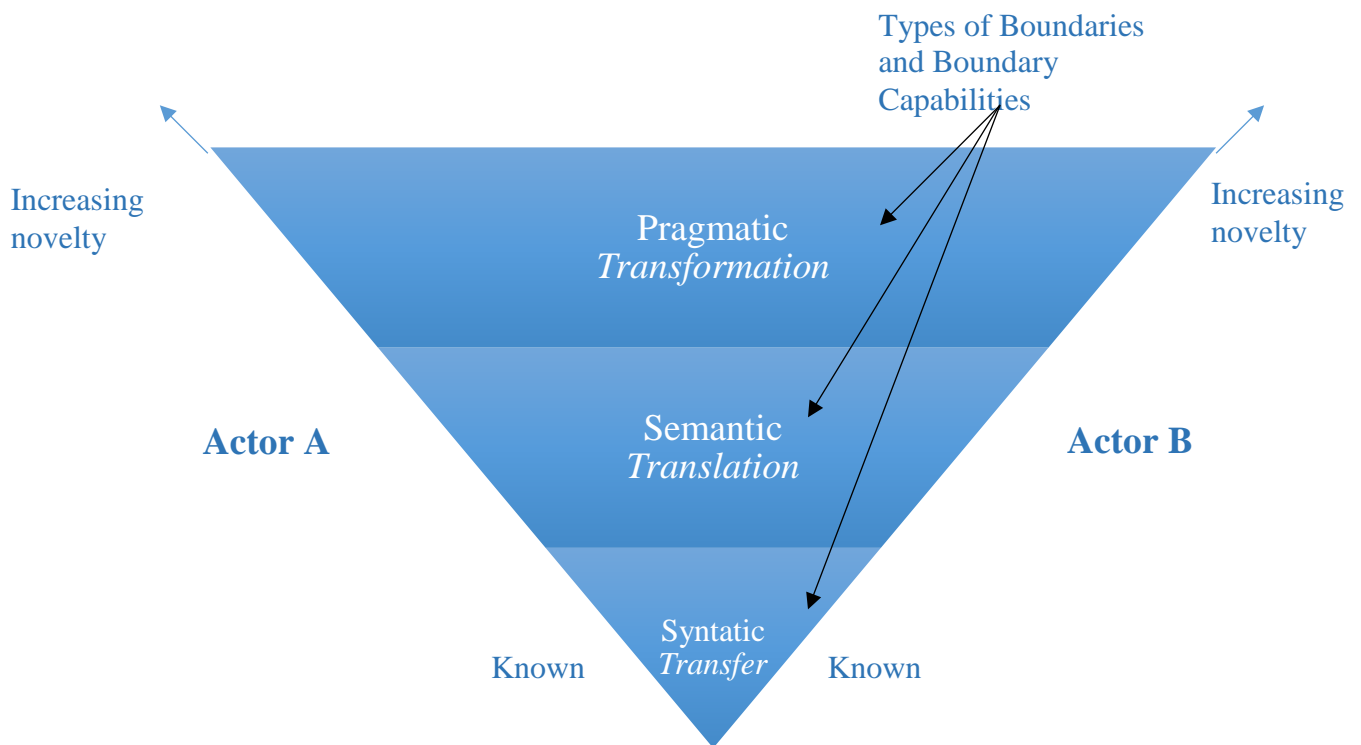 Types of Boundaries
and Boundary
Capabilities
Increasing
novelty
Increasing
novelty
Pragmatic
Transformation
Actor A
Semantic
Translation
Actor B
Known
Syntatic
Transfer
Known